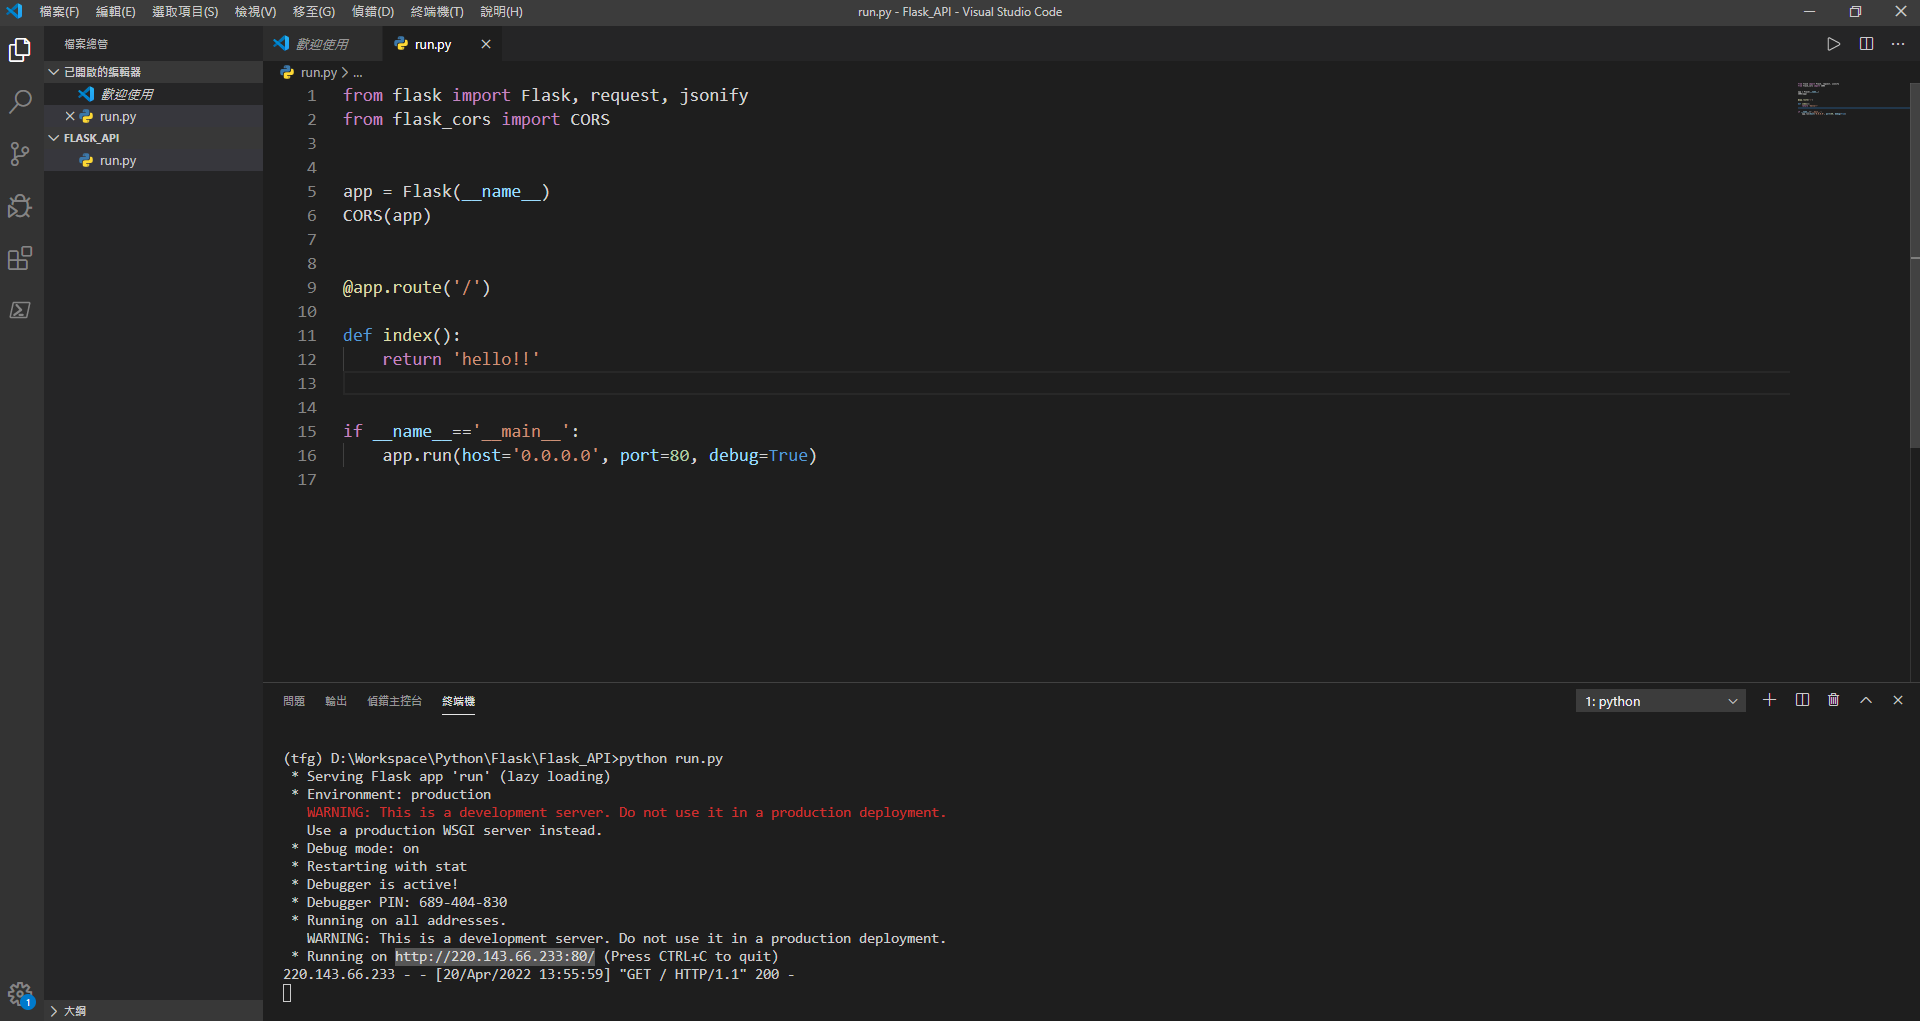 檔案(F) 編輯(E) 選取項目(S) 檢視(V) 移至(G) 偵錯(D) 終端機(T) 說明(H) run.py - Flask_API - Visual Studio Code
檔案總管
已開啟的編輯器
歡迎使用
run.py
FLASK_API
run.py
歡迎使用 run.py
run.py > ...
1 from flask import Flask, request, jsonify
2 from flask_cors import CORS
3
4
5 app = Flask(__name__)
6 CORS(app)
7
8
9 @app.route('/')
10
11 def index():
12     return 'hello!!'
13
14
15 if __name__=='__main__':
16     app.run(host='0.0.0.0', port=80, debug=True)
17
問題 輸出 偵錯主控台 終端機 1: python
(tfg) D:\Workspace\Python\Flask\Flask_API>python run.py
 * Serving Flask app 'run' (lazy loading)
 * Environment: production
   WARNING: This is a development server. Do not use it in a production deployment.
   Use a production WSGI server instead.
 * Debug mode: on
 * Restarting with stat
 * Debugger is active!
 * Debugger PIN: 689-404-830
 * Running on all addresses.
   WARNING: This is a development server. Do not use it in a production deployment.
 * Running on http://220.143.66.233:80/ (Press CTRL+C to quit)
220.143.66.233 - - [20/Apr/2022 13:55:59] "GET / HTTP/1.1" 200 -
1
大綱